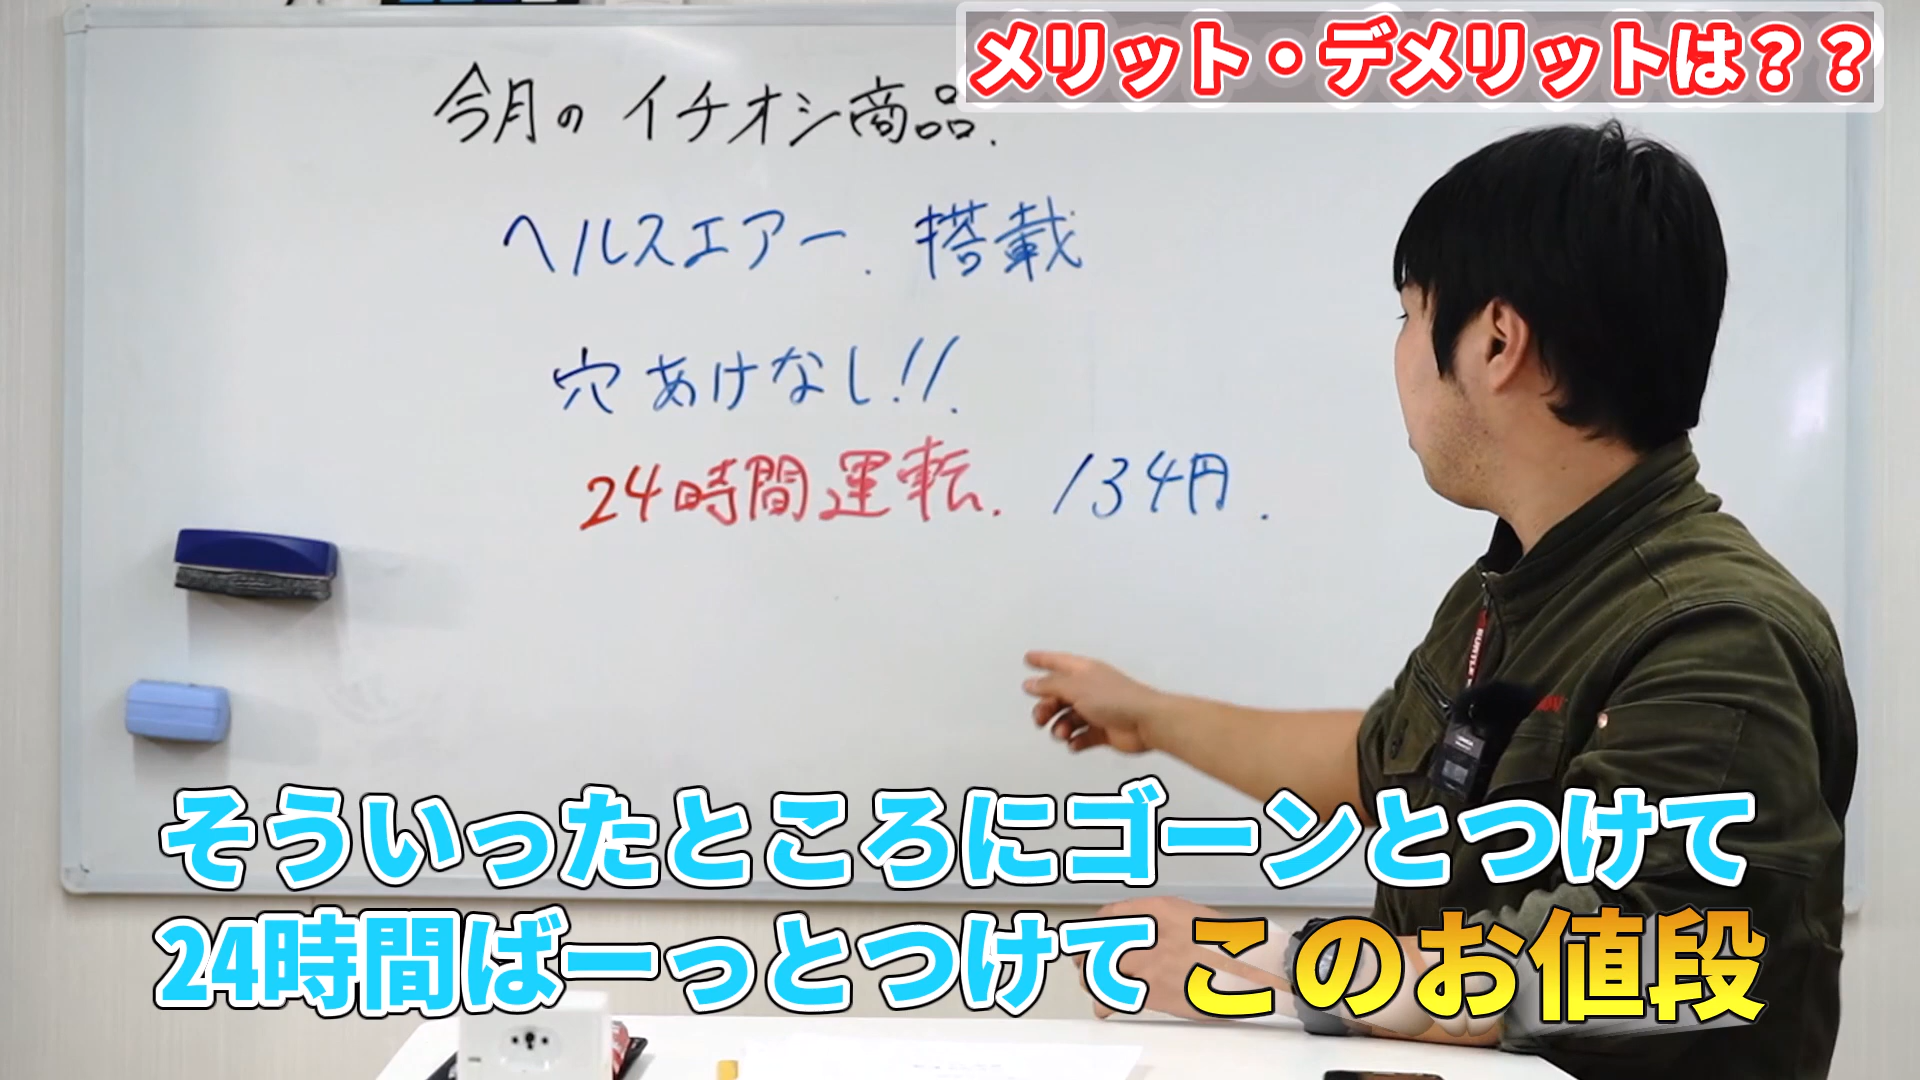 メリット・デメリットは？？
今月のイチオシ商品.
ヘルスエアー. 搭載
穴あけなし!!.
24時間運転. 134円.
そういったところにゴーンとつけて
24時間ばーっとつけてこのお値段